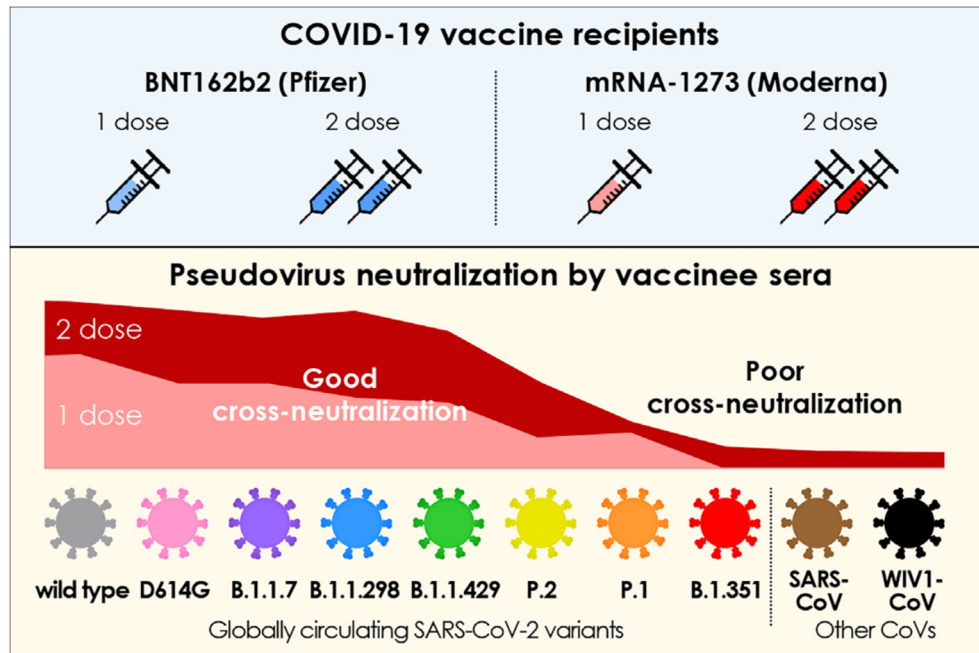 COVID-19 vaccine recipients
BNT162b2 (Pfizer)
1 dose
2 dose
mRNA-1273 (Moderna)
1 dose
2 dose
Pseudovirus neutralization by vaccinee sera
2 dose
1 dose
Good
cross-neutralization
Poor
cross-neutralization
wild type
D614G
B.1.1.7
B.1.1.298
B.1.1.429
P.2
P.1
B.1.351
SARS-
CoV
WIV1-
CoV
Globally circulating SARS-CoV-2 variants
Other CoVs